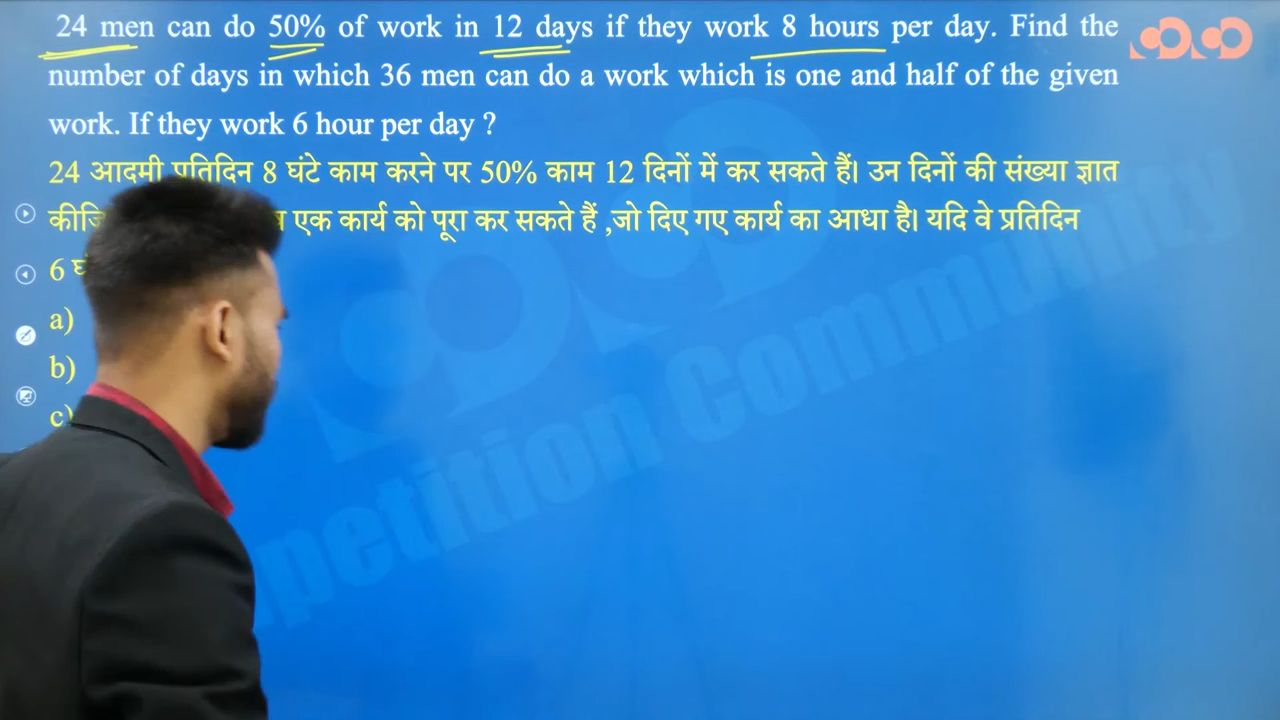 24 men can do 50% of work in 12 days if they work 8 hours per day. Find the
number of days in which 36 men can do a work which is one and half of the given
work. If they work 6 hour per day ?
24 आदमी प्रतिदिन 8 घंटे काम करने पर 50% काम 12 दिनों में कर सकते हैं। उन दिनों की संख्या ज्ञात
एक कार्य को पूरा कर सकते हैं ,जो दिए गए कार्य का आधा है। यदि वे प्रतिदिन
6
a)
b)
c)
petition Community